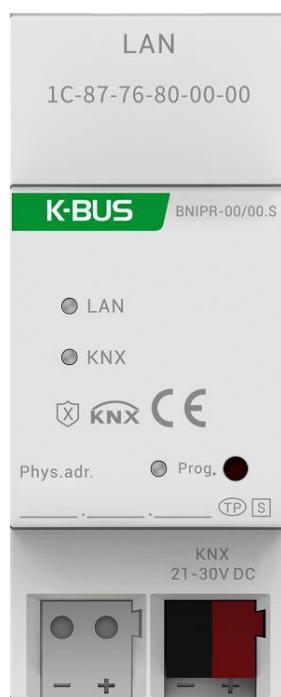 LAN
1C-87-76-80-00-00
K-BUS BNIPR-00/00.S
LAN
KNX
X KNX CE
Phys.adr. Prog.
TP S
KNX
21-30V DC
− + − +